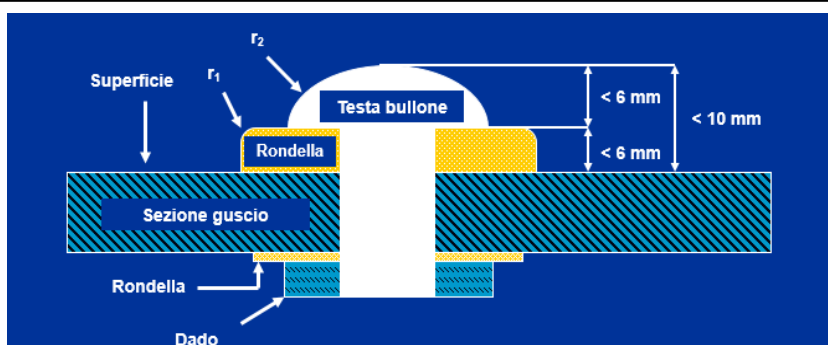 r₂
r₁
Superficie
Testa bullone
< 6 mm
< 10 mm
Rondella
< 6 mm
Sezione guscio
Rondella
Dado